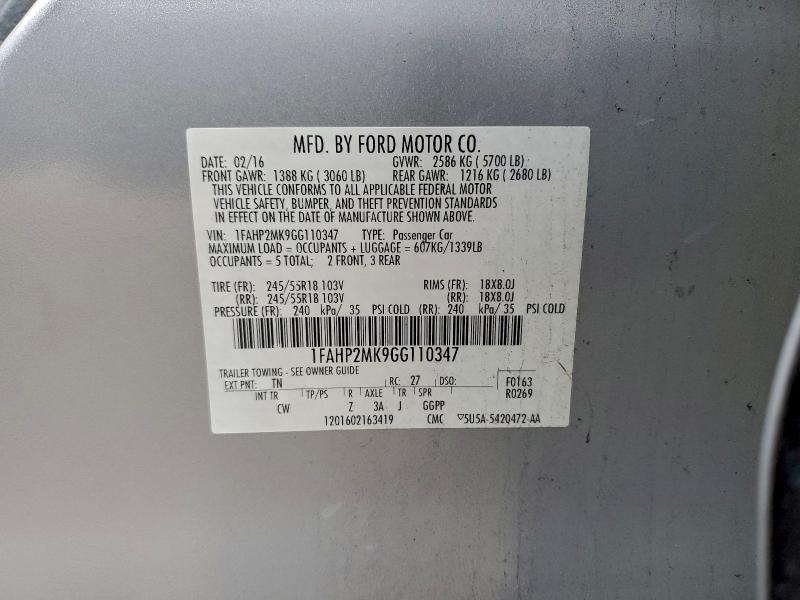 MFD. BY FORD MOTOR CO.
DATE: 02/16 GVWR: 2586 KG ( 5700 LB)
FRONT GAWR: 1388 KG ( 3060 LB) REAR GAWR: 1216 KG ( 2680 LB)
THIS VEHICLE CONFORMS TO ALL APPLICABLE FEDERAL MOTOR
VEHICLE SAFETY, BUMPER, AND THEFT PREVENTION STANDARDS
IN EFFECT ON THE DATE OF MANUFACTURE SHOWN ABOVE.
VIN: 1FAHP2MK9GG110347 TYPE: Passenger Car
MAXIMUM LOAD = OCCUPANTS + LUGGAGE = 607KG/1339LB
OCCUPANTS = 5 TOTAL; 2 FRONT, 3 REAR
TIRE (FR): 245/55R18 103V RIMS (FR): 18X8.0J
(RR): 245/55R18 103V (RR): 18X8.0J
PRESSURE (FR): 240 kPa/ 35 PSI COLD (RR): 240 kPa/ 35 PSI COLD
1FAHP2MK9GG110347
TRAILER TOWING - SEE OWNER GUIDE
EXT PNT: TN RC: 27 DSO: F0163
INT TR TP/PS R AXLE TR SPR R0269
CW Z 3A J GGPP
1201602163419 CMC ▽5U5A-5420472-AA